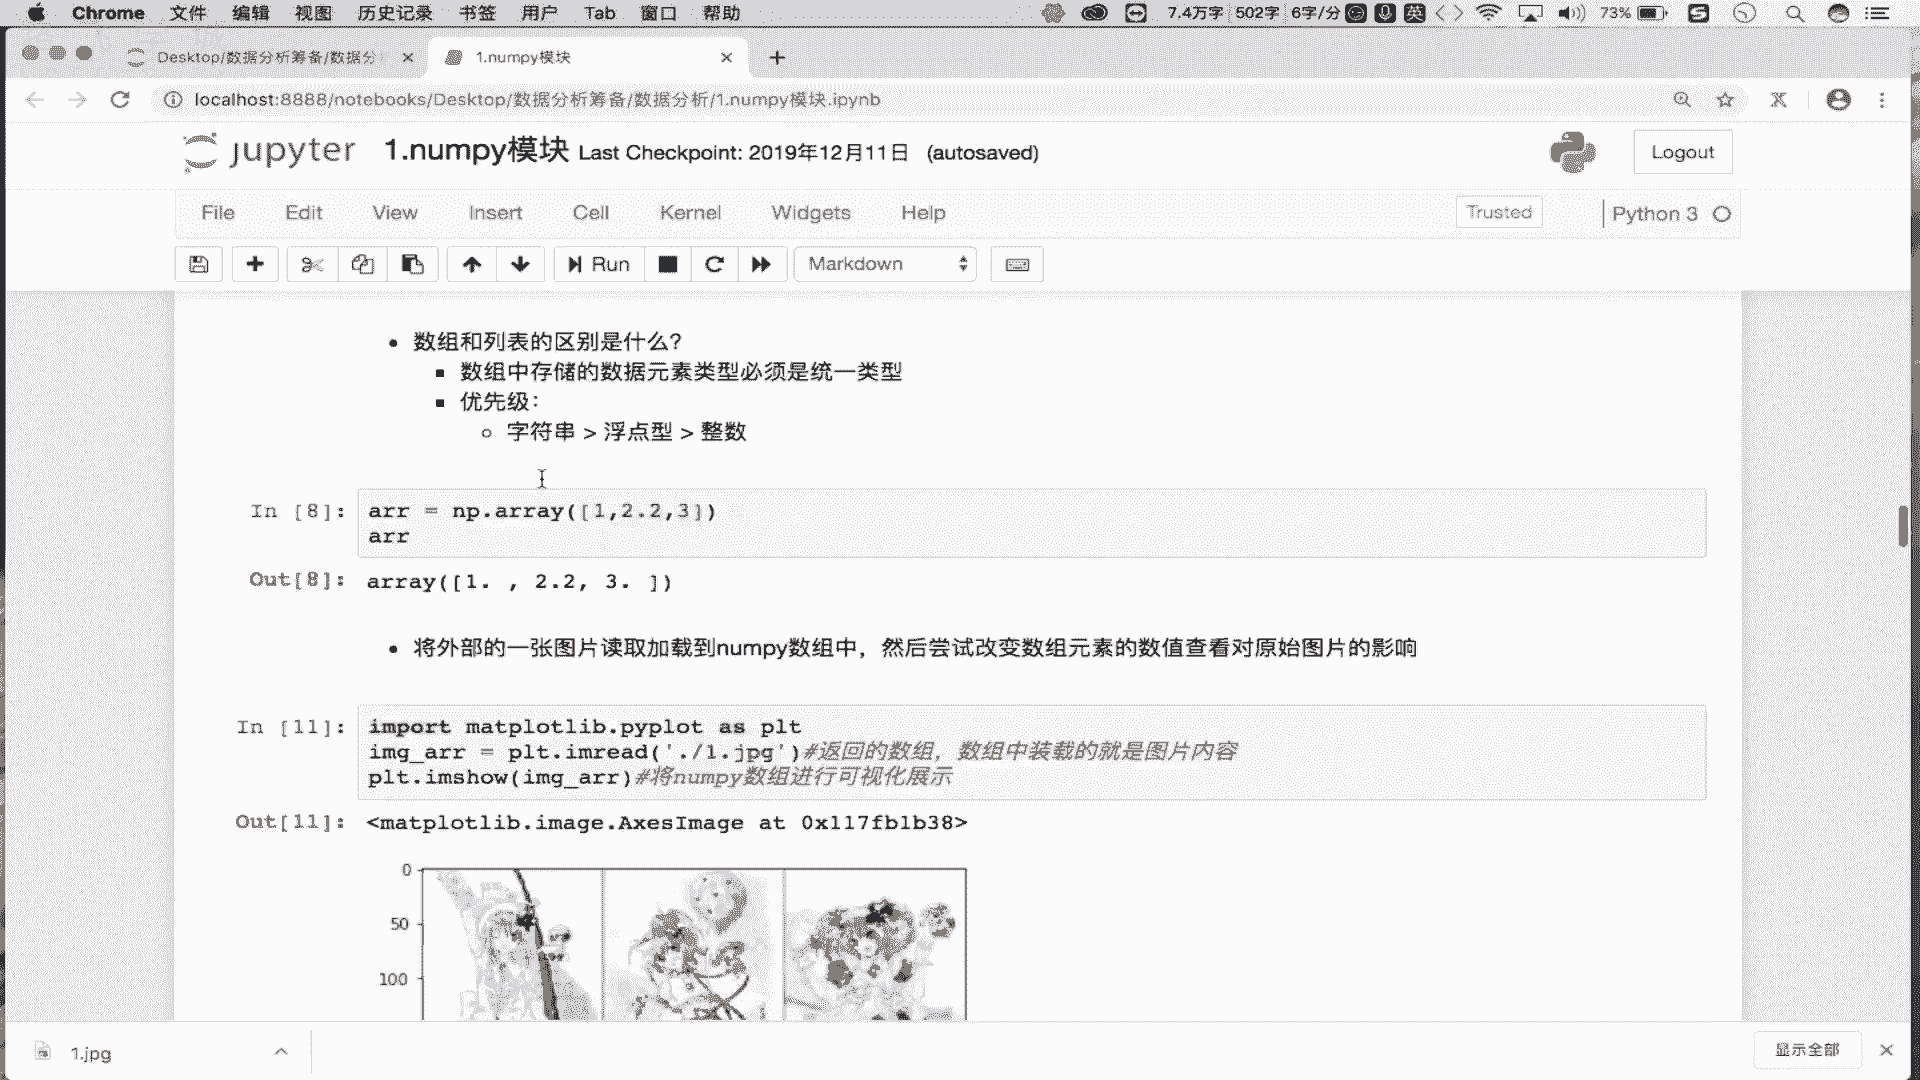 Chrome 文件 编辑 视图 历史记录 书签 用户 Tab 窗口 帮助 7.4万字 502字 6字/分 英 73%
Desktop/数据分析筹备/数据分 1.numpy模块
localhost:8888/notebooks/Desktop/数据分析筹备/数据分析/1.numpy模块.ipynb
jupyter 1.numpy模块 Last Checkpoint: 2019年12月11日 (autosaved) Logout
File Edit View Insert Cell Kernel Widgets Help Trusted Python 3
Run Markdown
数组和列表的区别是什么?
数组中存储的数据元素类型必须是统一类型
优先级：
字符串 > 浮点型 > 整数
In [8]: arr = np.array([1,2.2,3])
arr
Out[8]: array([1. , 2.2, 3. ])
将外部的一张图片读取加载到numpy数组中，然后尝试改变数组元素的数值查看对原始图片的影响
In [11]: import matplotlib.pyplot as plt
img_arr = plt.imread('./1.jpg')#返回的数组，数组中装载的就是图片内容
plt.imshow(img_arr)#将numpy数组进行可视化展示
Out[11]: <matplotlib.image.AxesImage at 0x117fb1b38>
0
50
100
1.jpg 显示全部